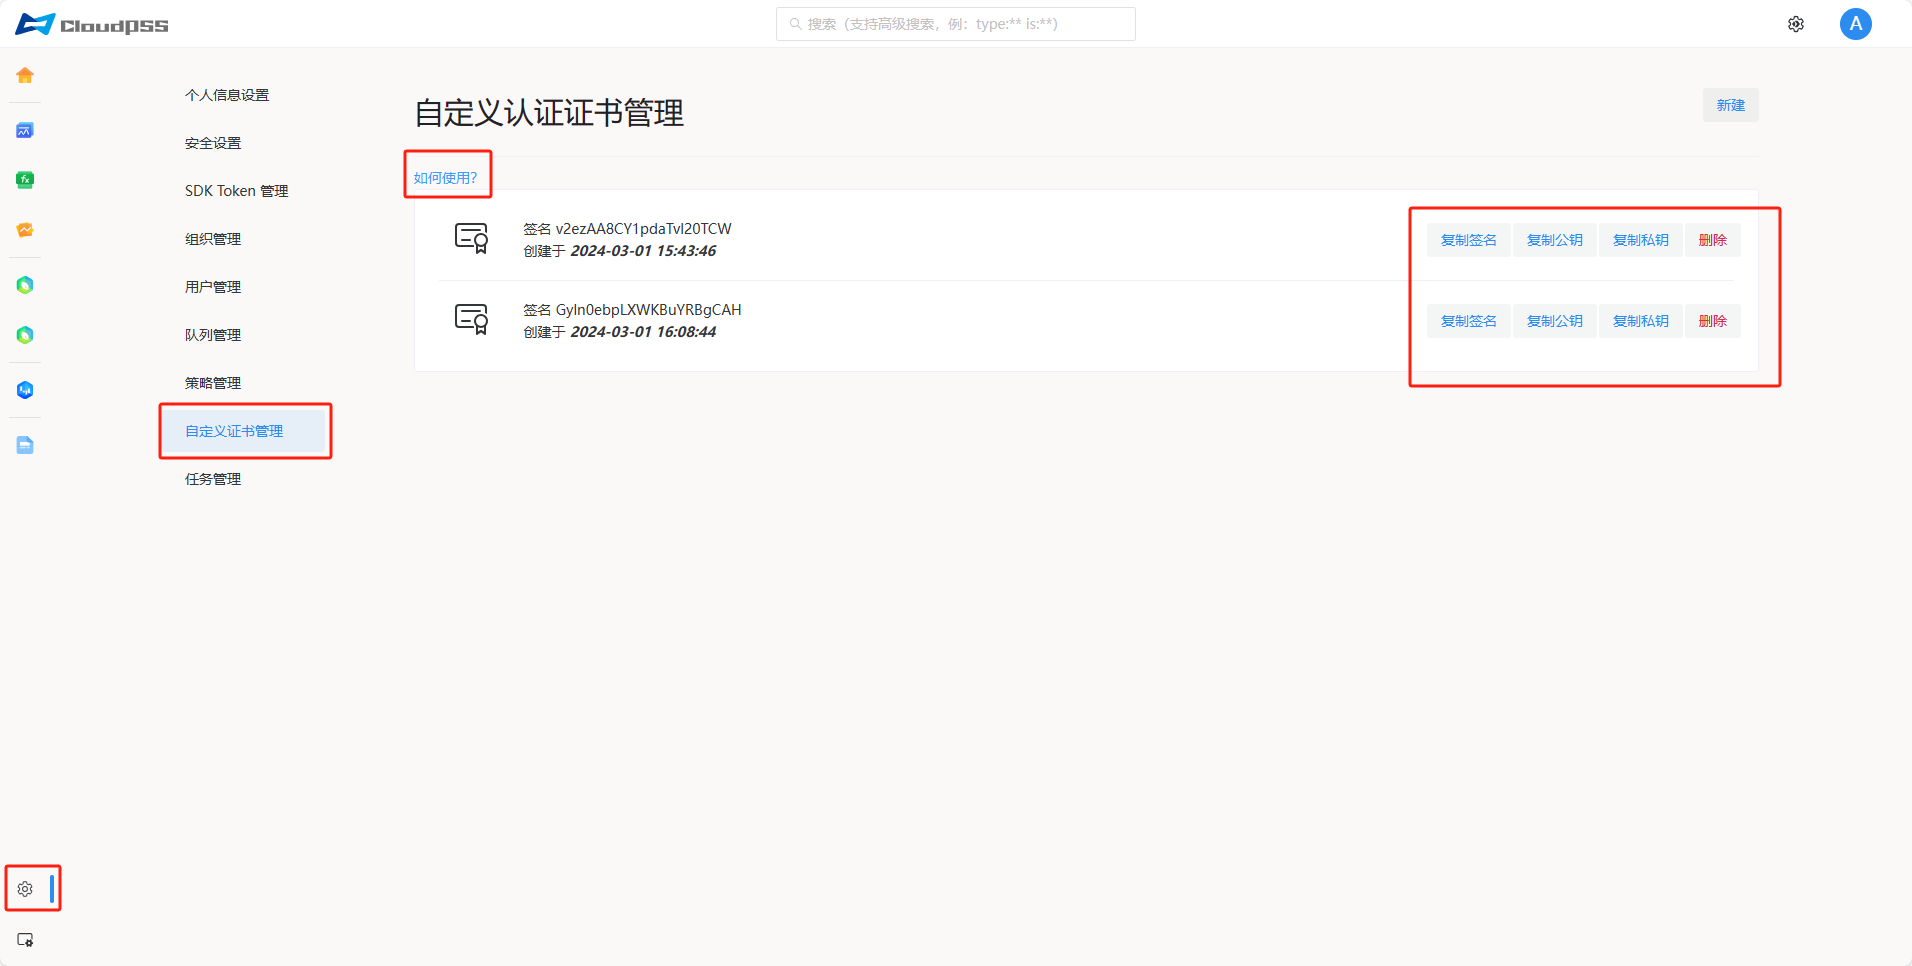 CloudPSS
搜索（支持高级搜索，例：type:** is:**）
A
个人信息设置
安全设置
SDK Token 管理
组织管理
用户管理
队列管理
策略管理
自定义证书管理
任务管理
自定义认证证书管理
新建
如何使用?
签名 v2ezAA8CY1pdaTvl20TCW
创建于 2024-03-01 15:43:46
复制签名 复制公钥 复制私钥 删除
签名 Gyln0ebpLXWKBuYRBgCAH
创建于 2024-03-01 16:08:44
复制签名 复制公钥 复制私钥 删除